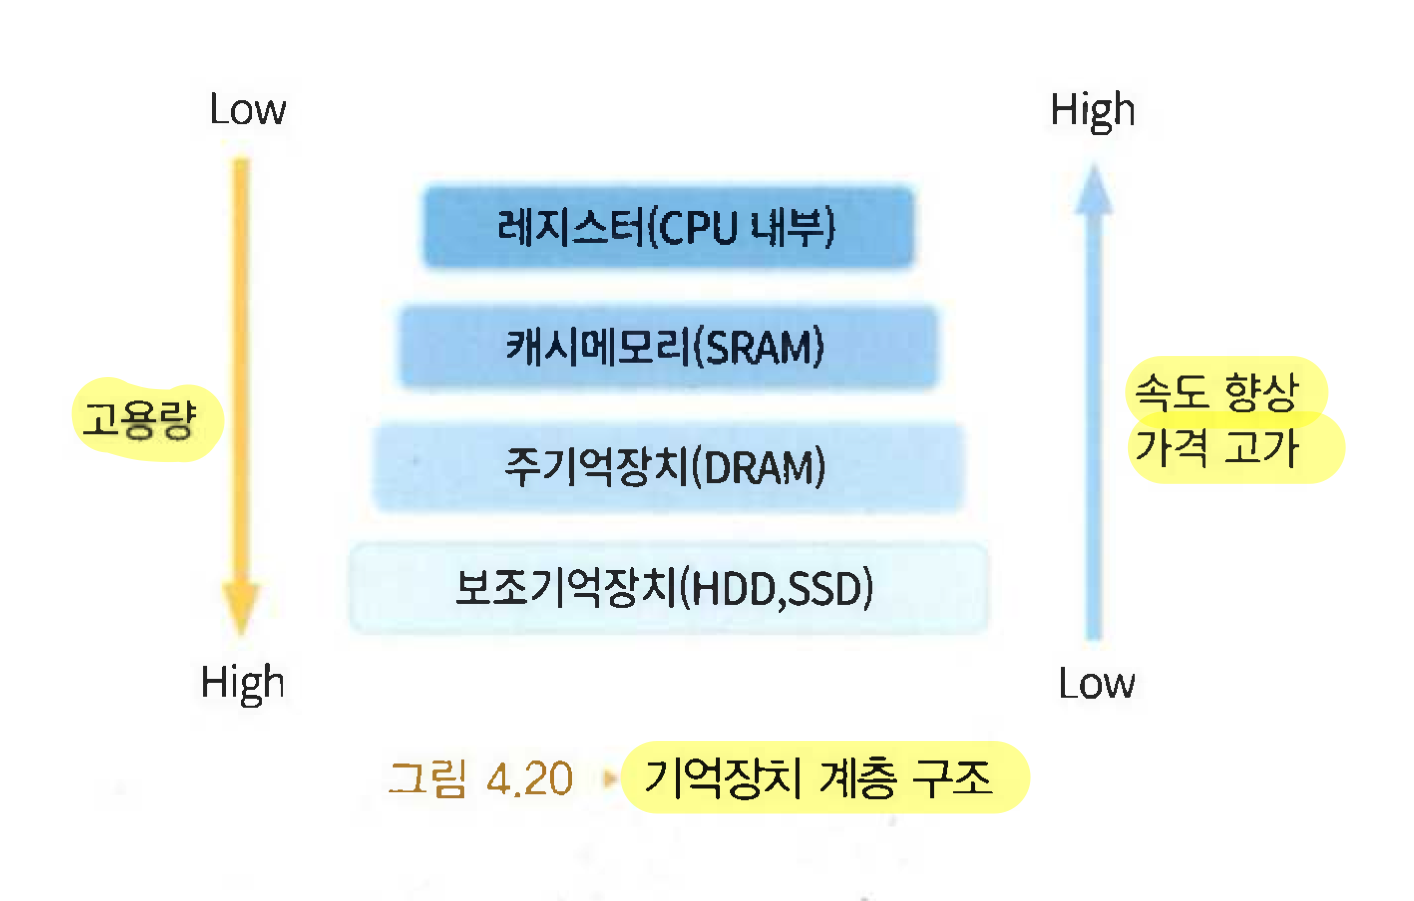 Low
High
레지스터(CPU 내부)
캐시메모리(SRAM)
고용량
속도 향상
가격 고가
주기억장치(DRAM)
보조기억장치(HDD,SSD)
High
Low
그림 4.20 ▸ 기억장치 계층 구조